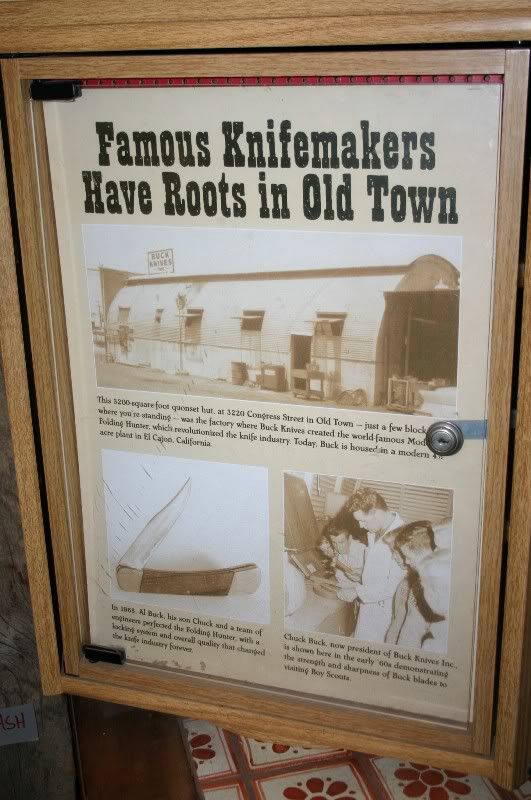 Famous Knifemakers
Have Roots in Old Town
BUCK
KNIVES
INC.
This 3200-square-foot quonset hut, at 3220 Congress Street in Old Town — just a few block
where you're standing — was the factory where Buck Knives created the world-famous Mod
Folding Hunter, which revolutionized the knife industry. Today, Buck is housed in a modern 4
acre plant in El Cajon, California.
In 1963, Al Buck, his son Chuck and a team of
engineers perfected the Folding Hunter, with a
locking system and overall quality that changed
the knife industry forever.
Chuck Buck, now president of Buck Knives Inc.,
is shown here in the early '60s demonstrating
the strength and sharpness of Buck blades to
visiting Boy Scouts.
ASH